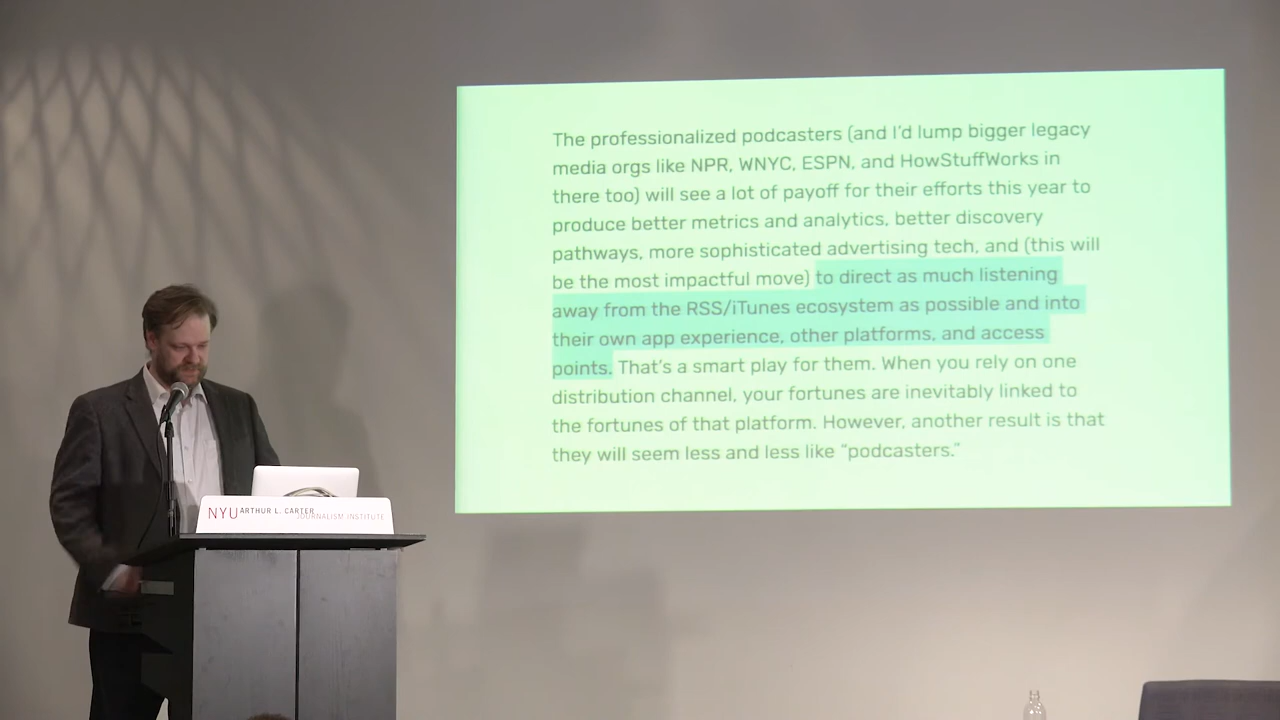 The professionalized podcasters (and I'd lump bigger legacy
media orgs like NPR, WNYC, ESPN, and HowStuffWorks in
there too) will see a lot of payoff for their efforts this year to
produce better metrics and analytics, better discovery
pathways, more sophisticated advertising tech, and (this will
be the most impactful move) to direct as much listening
away from the RSS/iTunes ecosystem as possible and into
their own app experience, other platforms, and access
points. That's a smart play for them. When you rely on one
distribution channel, your fortunes are inevitably linked to
the fortunes of that platform. However, another result is that
they will seem less and less like “podcasters.”
NYU ARTHUR L. CARTER
JOURNALISM INSTITUTE